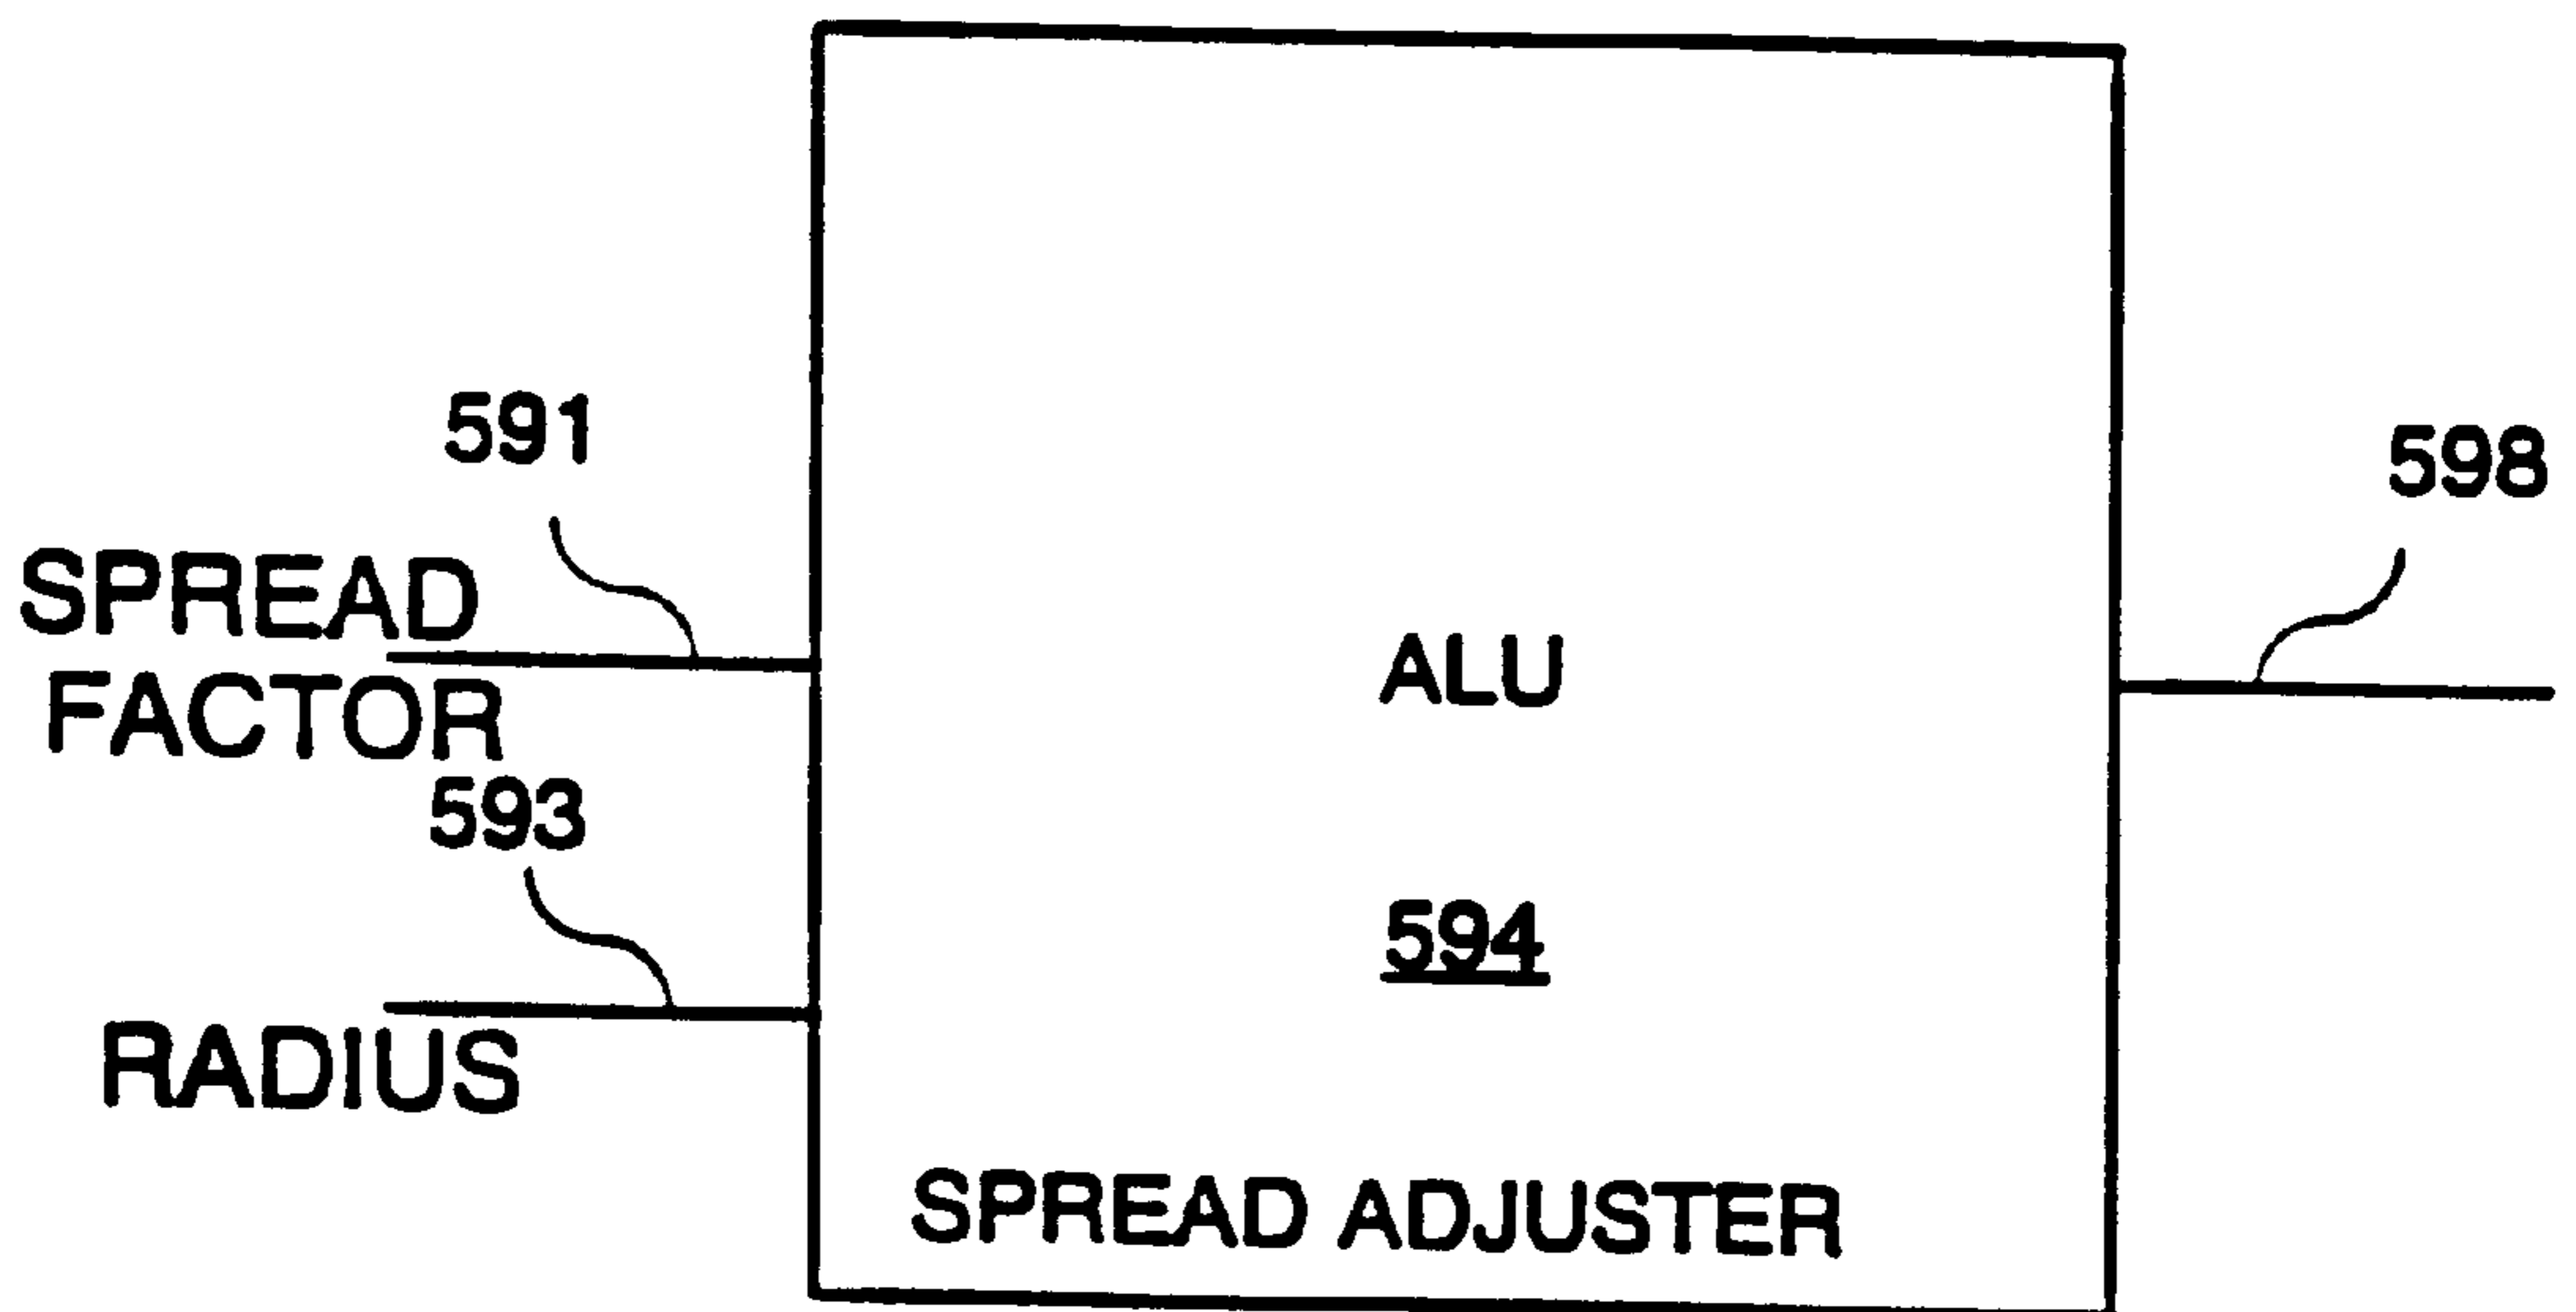 591
598
SPREAD
FACTOR
ALU
593
594
RADIUS
SPREAD ADJUSTER